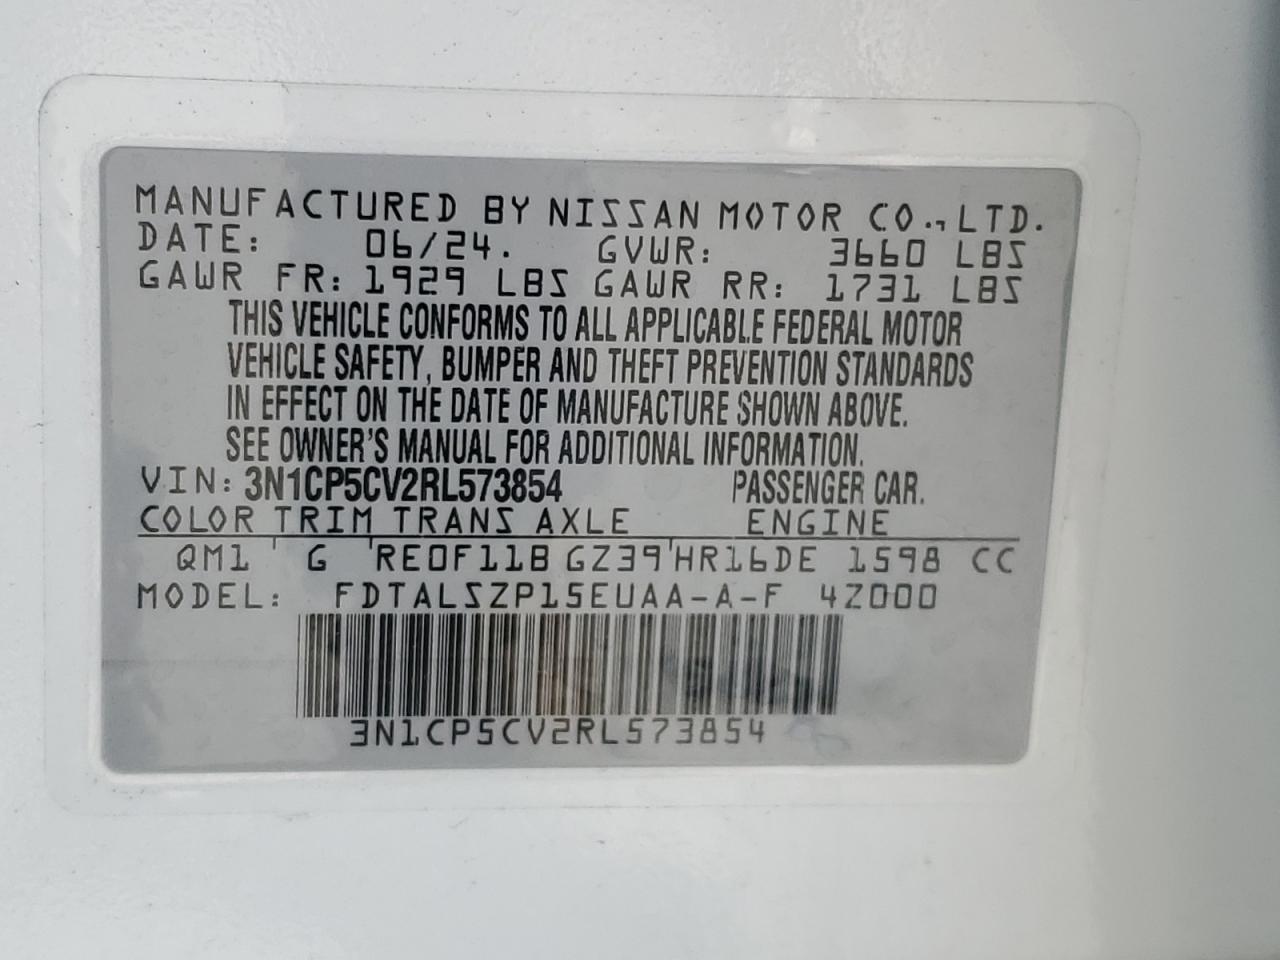 MANUFACTURED BY NISSAN MOTOR CO., LTD.
DATE: 06/24. GVWR: 3660 LBS
GAWR FR: 1929 LBS GAWR RR: 1731 LBS
THIS VEHICLE CONFORMS TO ALL APPLICABLE FEDERAL MOTOR
VEHICLE SAFETY, BUMPER AND THEFT PREVENTION STANDARDS
IN EFFECT ON THE DATE OF MANUFACTURE SHOWN ABOVE.
SEE OWNER'S MANUAL FOR ADDITIONAL INFORMATION.
VIN: 3N1CP5CV2RL573854 PASSENGER CAR.
COLOR TRIM TRANS AXLE ENGINE
QM1 G RE0F11B GZ39 HR16DE 1598 CC
MODEL: FDTALSZP15EUAA-A-F 4Z000
3N1CP5CV2RL573854